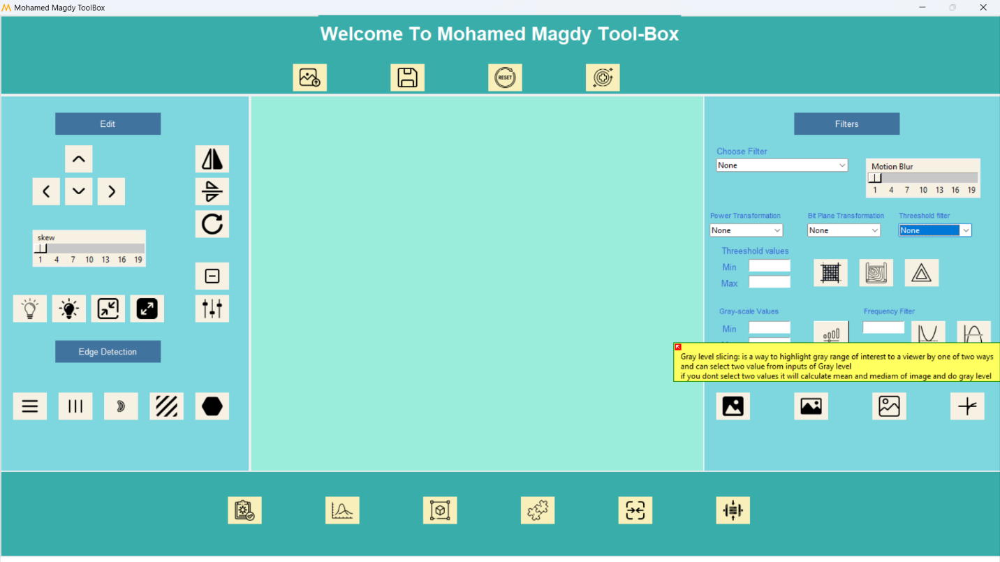 Mohamed Magdy ToolBox
Welcome To Mohamed Magdy Tool-Box
RESET
Edit
skew
1 4 7 10 13 16 19
Edge Detection
Filters
Choose Filter
None
Motion Blur
1 4 7 10 13 16 19
Power Transformation
None
Bit Plane Transformation
None
Threeshold filter
None
Threeshold values
Min
Max
Gray-scale Values
Min
Frequency Filter
Gray level slicing: is a way to highlight gray range of interest to a viewer by one of two ways
and can select two value from inputs of Gray level
if you dont select two values it will calculate mean and mediam of image and do gray level